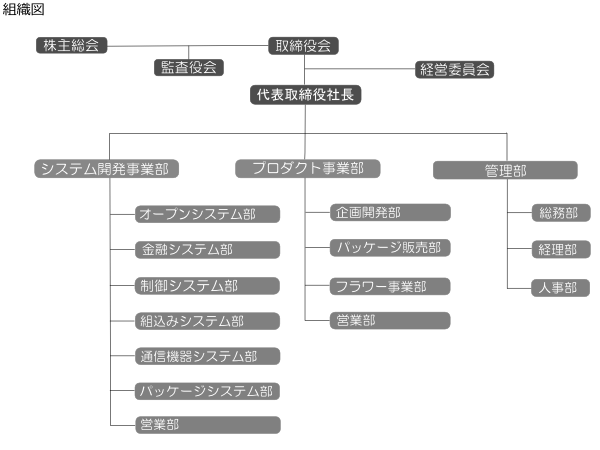 組織図
株主総会
取締役会
監査役会
経営委員会
代表取締役社長
システム開発事業部
プロダクト事業部
管理部
オープンシステム部
金融システム部
制御システム部
組込みシステム部
通信機器システム部
パッケージシステム部
営業部
企画開発部
パッケージ販売部
フラワー事業部
営業部
総務部
経理部
人事部